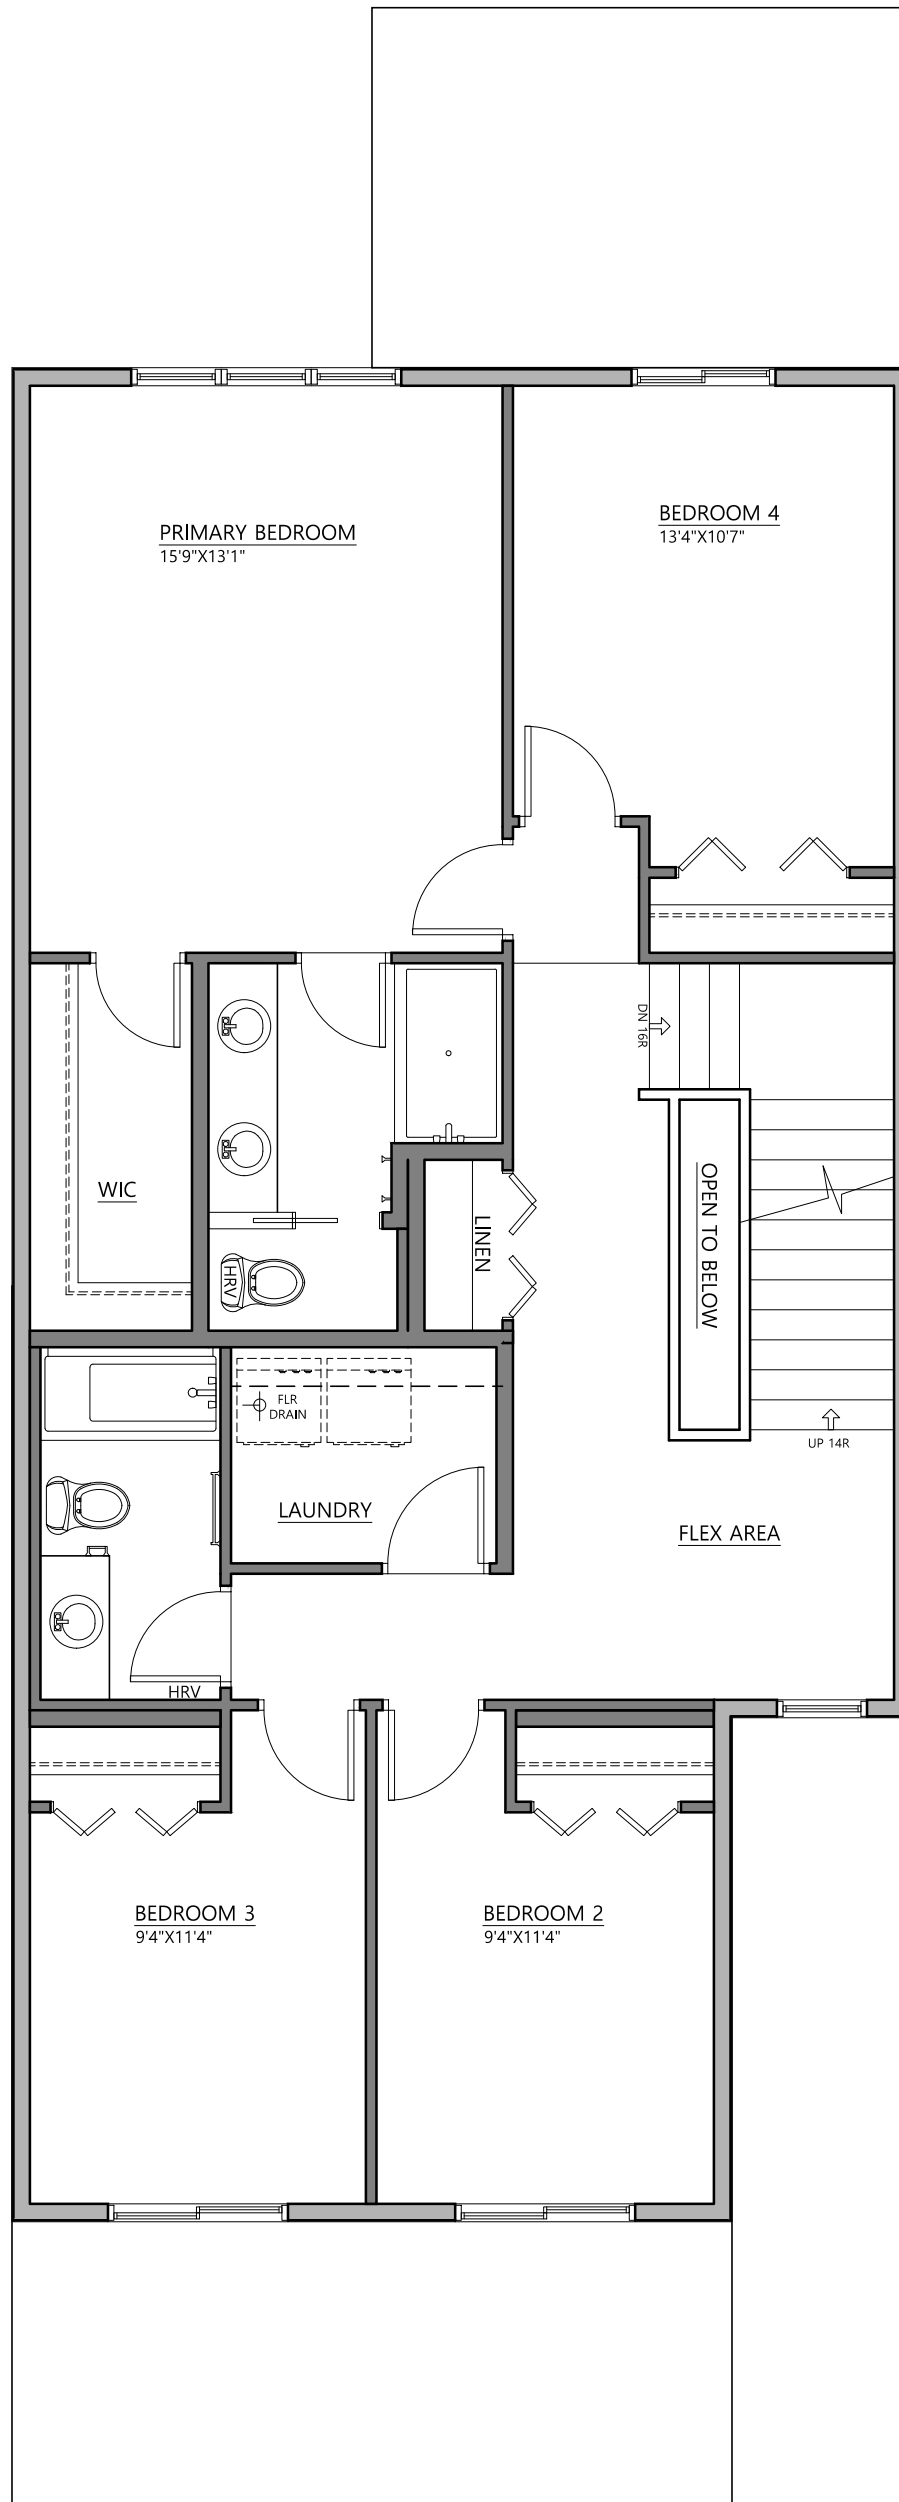 PRIMARY BEDROOM
15'9"X13'1"
BEDROOM 4
13'4"X10'7"
DN 16R
WIC
LINEN
OPEN TO BELOW
HRV
FLR
DRAIN
UP 14R
LAUNDRY
FLEX AREA
HRV
BEDROOM 3
9'4"X11'4"
BEDROOM 2
9'4"X11'4"